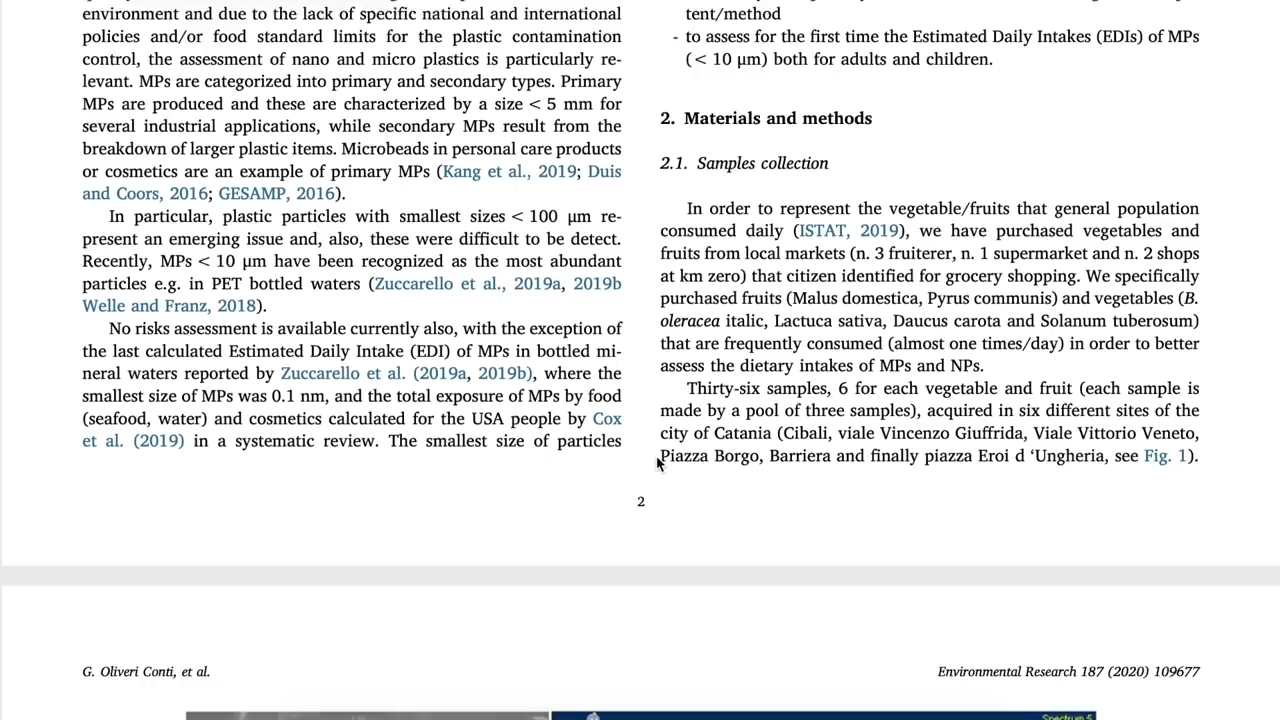 environment and due to the lack of specific national and international
policies and/or food standard limits for the plastic contamination
control, the assessment of nano and micro plastics is particularly re-
levant. MPs are categorized into primary and secondary types. Primary
MPs are produced and these are characterized by a size < 5 mm for
several industrial applications, while secondary MPs result from the
breakdown of larger plastic items. Microbeads in personal care products
or cosmetics are an example of primary MPs (Kang et al., 2019; Duis
and Coors, 2016; GESAMP, 2016).
In particular, plastic particles with smallest sizes < 100 μm re-
present an emerging issue and, also, these were difficult to be detect.
Recently, MPs < 10 μm have been recognized as the most abundant
particles e.g. in PET bottled waters (Zuccarello et al., 2019a, 2019b
Welle and Franz, 2018).
No risks assessment is available currently also, with the exception of
the last calculated Estimated Daily Intake (EDI) of MPs in bottled mi-
neral waters reported by Zuccarello et al. (2019a, 2019b), where the
smallest size of MPs was 0.1 nm, and the total exposure of MPs by food
(seafood, water) and cosmetics calculated for the USA people by Cox
et al. (2019) in a systematic review. The smallest size of particles
tent/method
- to assess for the first time the Estimated Daily Intakes (EDIs) of MPs
(< 10 μm) both for adults and children.
2. Materials and methods
2.1. Samples collection
In order to represent the vegetable/fruits that general population
consumed daily (ISTAT, 2019), we have purchased vegetables and
fruits from local markets (n. 3 fruiterer, n. 1 supermarket and n. 2 shops
at km zero) that citizen identified for grocery shopping. We specifically
purchased fruits (Malus domestica, Pyrus communis) and vegetables (B.
oleracea italic, Lactuca sativa, Daucus carota and Solanum tuberosum)
that are frequently consumed (almost one times/day) in order to better
assess the dietary intakes of MPs and NPs.
Thirty-six samples, 6 for each vegetable and fruit (each sample is
made by a pool of three samples), acquired in six different sites of the
city of Catania (Cibali, viale Vincenzo Giuffrida, Viale Vittorio Veneto,
Piazza Borgo, Barriera and finally piazza Eroi d ‘Ungheria, see Fig. 1).
2
G. Oliveri Conti, et al.
Environmental Research 187 (2020) 109677